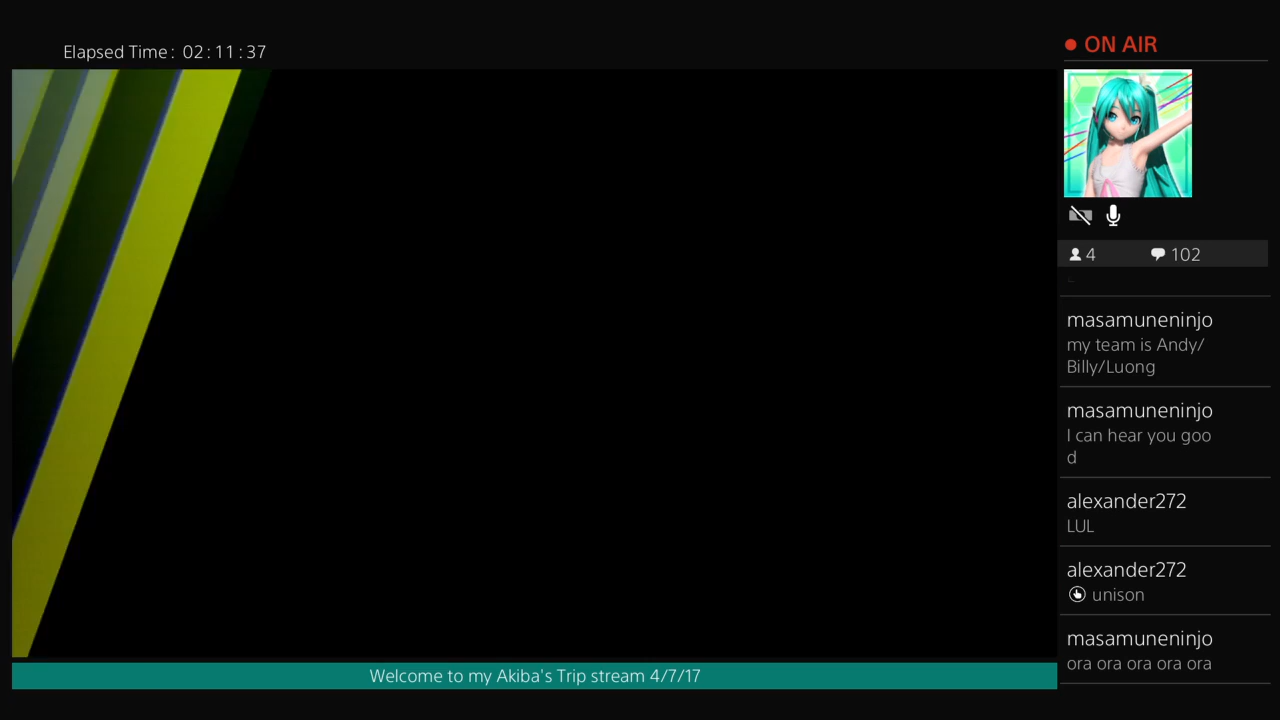 Elapsed Time: 02:11:37
ON AIR
4
102
masamuneninjo
my team is Andy/
Billy/Luong
masamuneninjo
I can hear you goo
d
alexander272
LUL
alexander272
unison
masamuneninjo
ora ora ora ora ora
Welcome to my Akiba's Trip stream 4/7/17